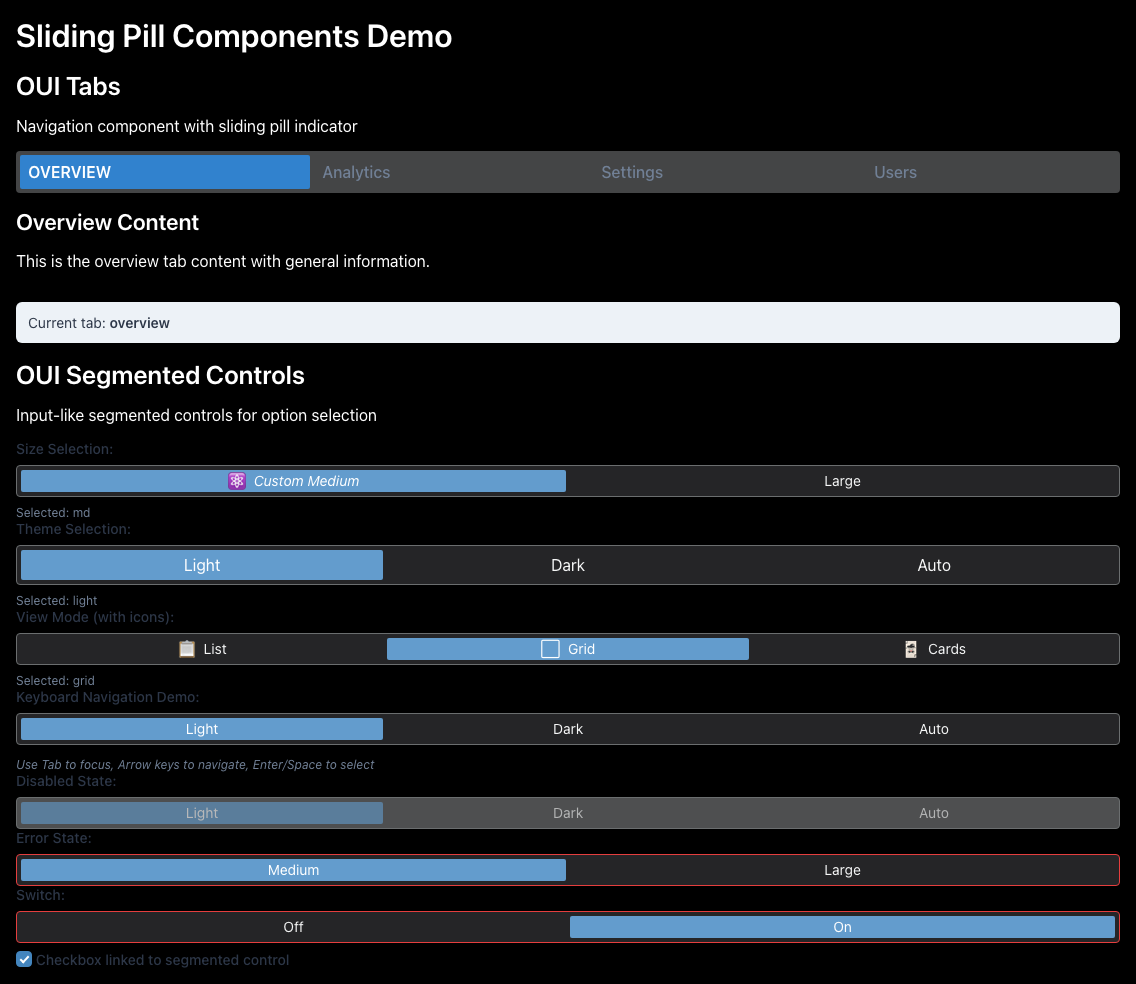 Sliding Pill Components Demo
OUI Tabs
Navigation component with sliding pill indicator
OVERVIEW Analytics Settings Users
Overview Content
This is the overview tab content with general information.
Current tab: overview
OUI Segmented Controls
Input-like segmented controls for option selection
Size Selection:
Custom Medium Large
Selected: md
Theme Selection:
Light Dark Auto
Selected: light
View Mode (with icons):
List Grid Cards
Selected: grid
Keyboard Navigation Demo:
Light Dark Auto
Use Tab to focus, Arrow keys to navigate, Enter/Space to select
Disabled State:
Light Dark Auto
Error State:
Medium Large
Switch:
Off On
Checkbox linked to segmented control